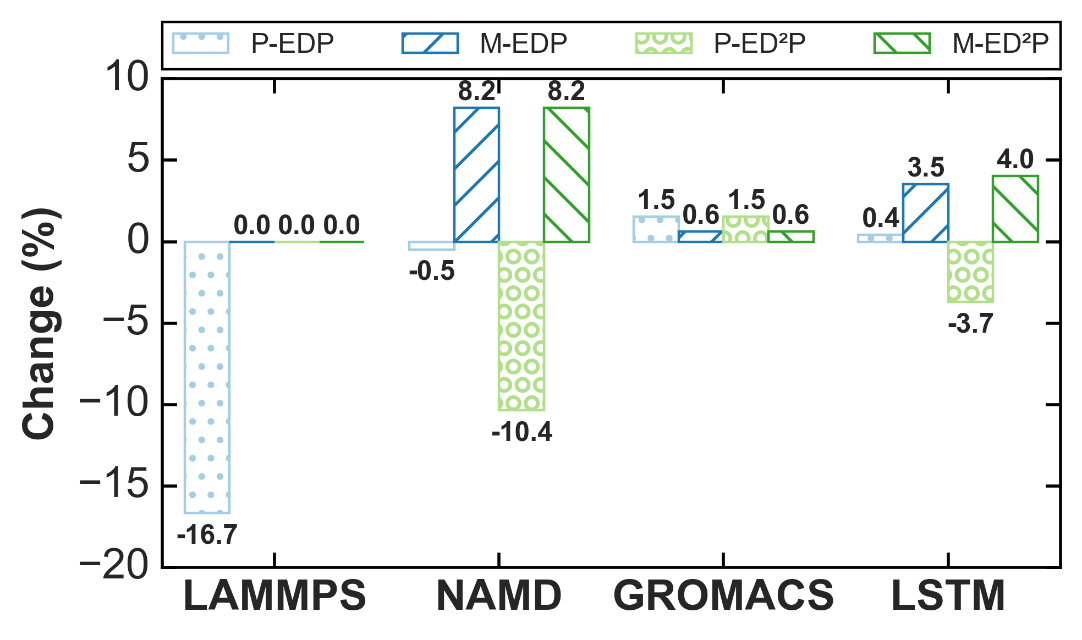 P-EDP M-EDP P-ED²P M-ED²P
10
5
0
−5
−10
−15
−20
Change (%)
-16.7 0.0 0.0 0.0
-0.5 8.2 -10.4 8.2
1.5 0.6 1.5 0.6
0.4 3.5 -3.7 4.0
LAMMPS NAMD GROMACS LSTM